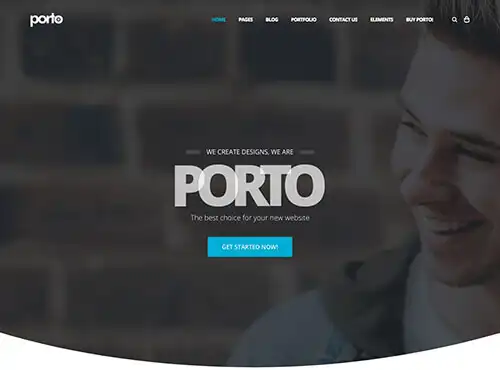 porto
HOME PAGES BLOG PORTFOLIO CONTACT US ELEMENTS BUY PORTO!
WE CREATE DESIGNS, WE ARE
PORTO
The best choice for your new website
GET STARTED NOW!